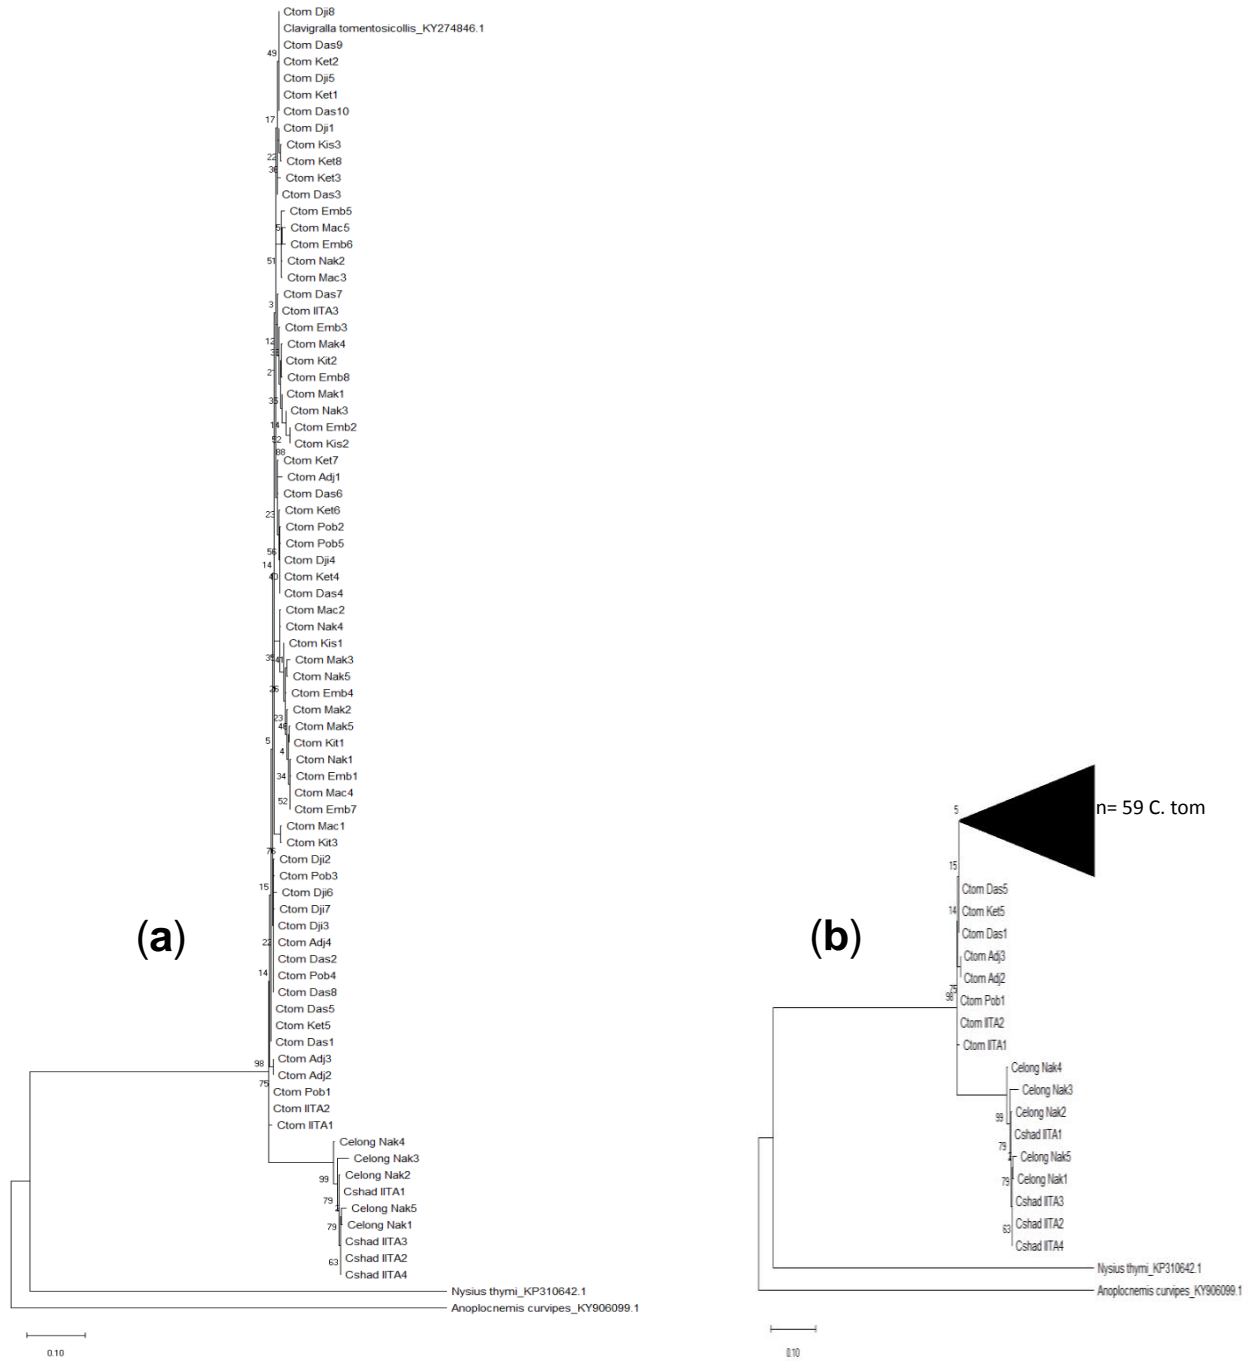 Ctom Dji8
Clavigralla tomentosicollis_KY274846.1
Ctom Das9
49
Ctom Ket2
Ctom Dji5
Ctom Ket1
Ctom Das10
17
Ctom Dji1
Ctom Kis3
22
Ctom Ket8
36
Ctom Ket3
Ctom Das3
Ctom Emb5
5
Ctom Mac5
Ctom Emb6
51
Ctom Nak2
Ctom Mac3
Ctom Das7
3
Ctom IITA3
Ctom Emb3
12
Ctom Mak4
Ctom Kit2
Ctom Emb8
Ctom Mak1
35
Ctom Nak3
14
Ctom Emb2
52
Ctom Kis2
88
Ctom Ket7
Ctom Adj1
Ctom Das6
Ctom Ket6
23
Ctom Pob2
Ctom Pob5
56
Ctom Dji4
14
Ctom Ket4
40
Ctom Das4
Ctom Mac2
Ctom Nak4
Ctom Kis1
35
41
Ctom Mak3
Ctom Nak5
26
Ctom Emb4
Ctom Mak2
23
Ctom Mak5
Ctom Kit1
5
4
Ctom Nak1
34
Ctom Emb1
Ctom Mac4
52
Ctom Emb7
Ctom Mac1
Ctom Kit3
76
Ctom Dji2
Ctom Pob3
15
Ctom Dji6
Ctom Dji7
Ctom Dji3
22
Ctom Adj4
Ctom Das2
14
Ctom Pob4
Ctom Das8
Ctom Das5
Ctom Ket5
Ctom Das1
98
Ctom Adj3
Ctom Adj2
75
Ctom Pob1
Ctom IITA2
Ctom IITA1
Celong Nak4
Celong Nak3
99
Celong Nak2
Cshad IITA1
79
Celong Nak5
79
Celong Nak1
Cshad IITA3
63
Cshad IITA2
Cshad IITA4
Nysius thymi_KP310642.1
Anoplocnemis curvipes_KY906099.1
0.10
(a)
5
n= 59 C. tom
15
Ctom Das5
14
Ctom Ket5
Ctom Das1
Ctom Adj3
Ctom Adj2
75
98
Ctom Pob1
Ctom IITA2
Ctom IITA1
Celong Nak4
Celong Nak3
99
Celong Nak2
Cshad IITA1
79
Celong Nak5
79
Celong Nak1
Cshad IITA3
63
Cshad IITA2
Cshad IITA4
Nysius thymi_KP310642.1
Anoplocnemis curvipes_KY906099.1
0.10
(b)